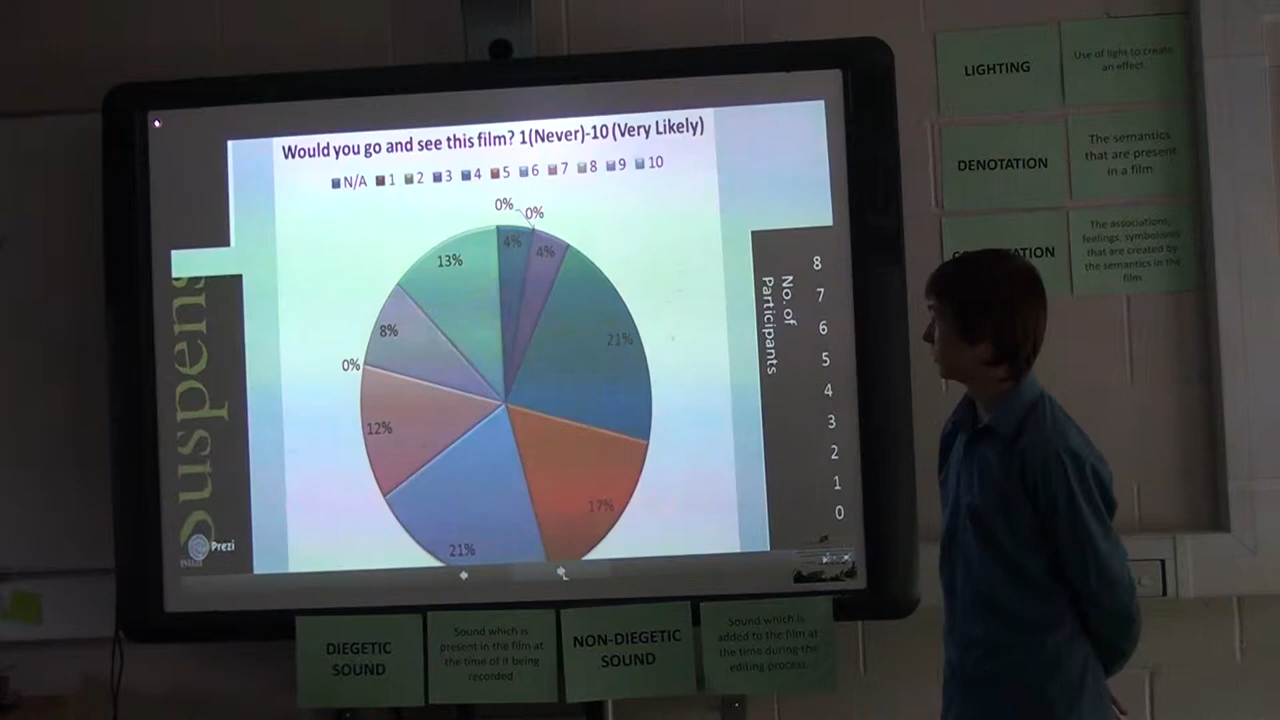 Would you go and see this film? 1(Never)-10 (Very Likely)
N/A 1 2 3 4 5 6 7 8 9 10
0%
0%
4%
4%
13%
21%
8%
0%
12%
17%
21%
Suspens
Prezi
No. of
Participants
8
7
6
5
4
3
2
1
0
LIGHTING
Use of light to create
an effect.
DENOTATION
The semantics
that are present
in a film
The associations,
feelings, symbolisms
that are created by
the semantics in the
film.
DIEGETIC
SOUND
Sound which is
present in the film at
the time of it being
recorded
NON-DIEGETIC
SOUND
Sound which is
added to the film at
the time during the
editing process.